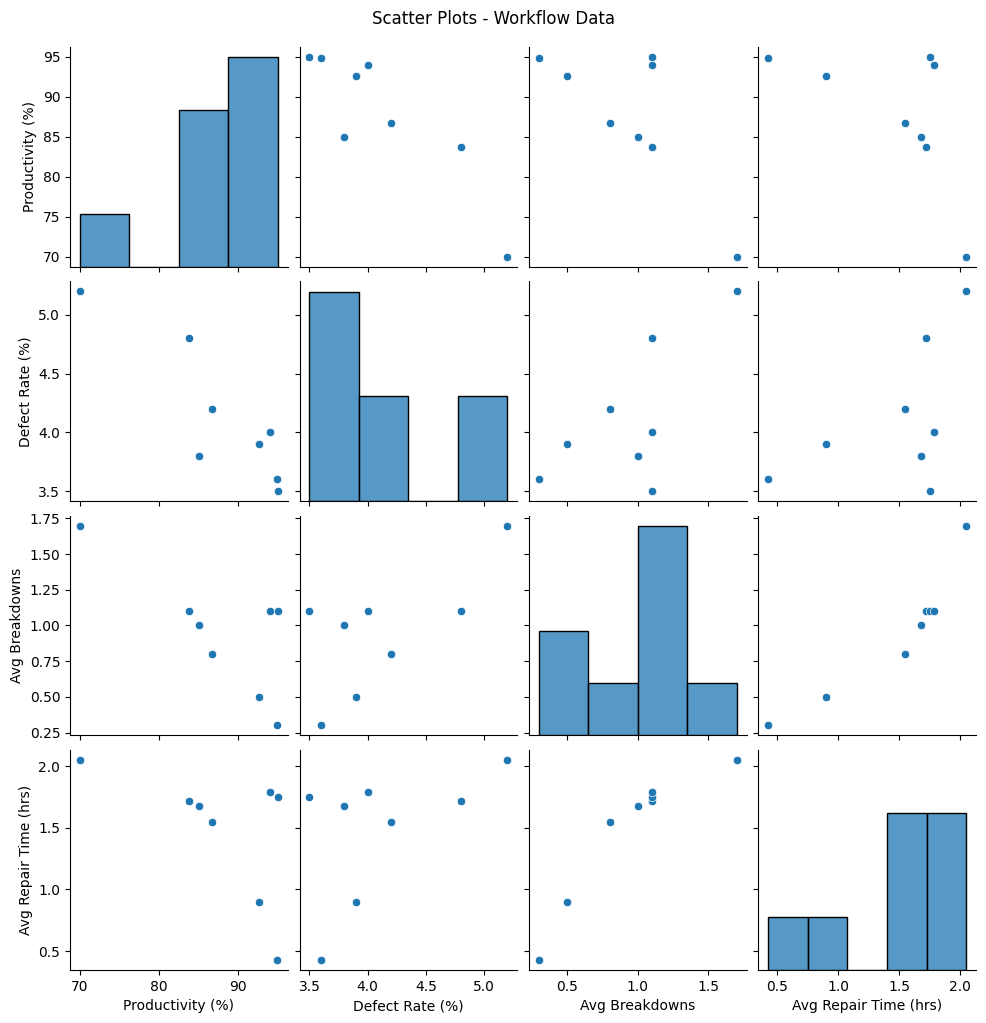 Scatter Plots - Workflow Data
Productivity (%)
95
90
85
80
75
70
Defect Rate (%)
5.0
4.5
4.0
3.5
Avg Breakdowns
1.75
1.50
1.25
1.00
0.75
0.50
0.25
Avg Repair Time (hrs)
2.0
1.5
1.0
0.5
70 80 90
3.5 4.0 4.5 5.0
0.5 1.0 1.5
0.5 1.0 1.5 2.0
Productivity (%)
Defect Rate (%)
Avg Breakdowns
Avg Repair Time (hrs)